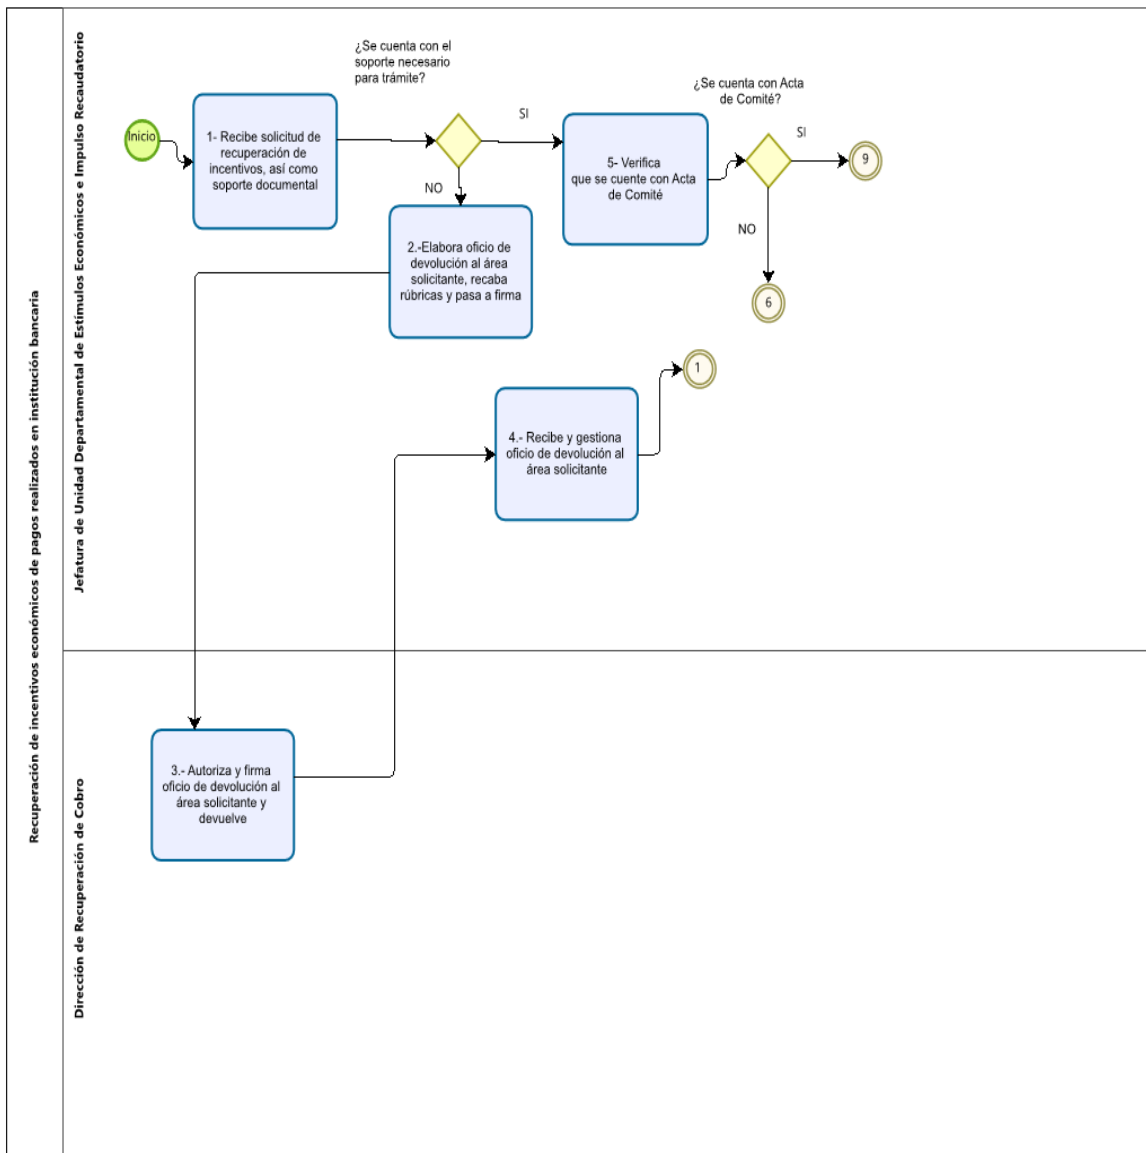 Recuperación de incentivos económicos de pagos realizados en institución bancaria
Jefatura de Unidad Departamental de Estímulos Económicos e Impulso Recaudatorio
Inicio
1- Recibe solicitud de
recuperación de
incentivos, así como
soporte documental
¿Se cuenta con el
soporte necesario
para trámite?
SI
NO
2.-Elabora oficio de
devolución al área
solicitante, recaba
rúbricas y pasa a firma
5- Verifica
que se cuente con Acta
de Comité
¿Se cuenta con Acta
de Comité?
SI
9
NO
6
4.- Recibe y gestiona
oficio de devolución al
área solicitante
1
Dirección de Recuperación de Cobro
3.- Autoriza y firma
oficio de devolución al
área solicitante y
devuelve